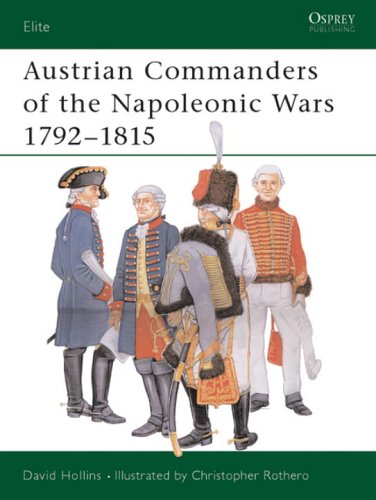 Elite
OSPREY
PUBLISHING
Austrian Commanders
of the Napoleonic Wars
1792–1815
David Hollins • Illustrated by Christopher Rothero